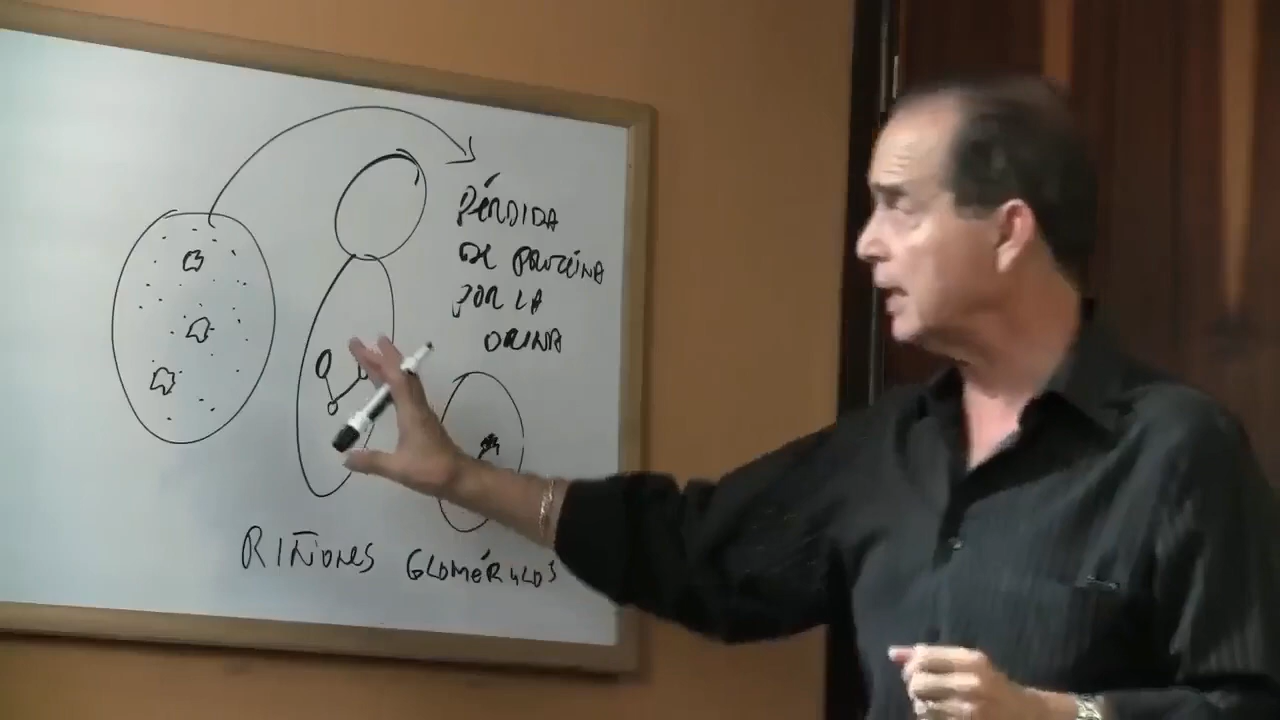 PÉRDIDA
DE PROTEÍNA
POR LA
ORINA
RIÑONES GLOMÉRULOS